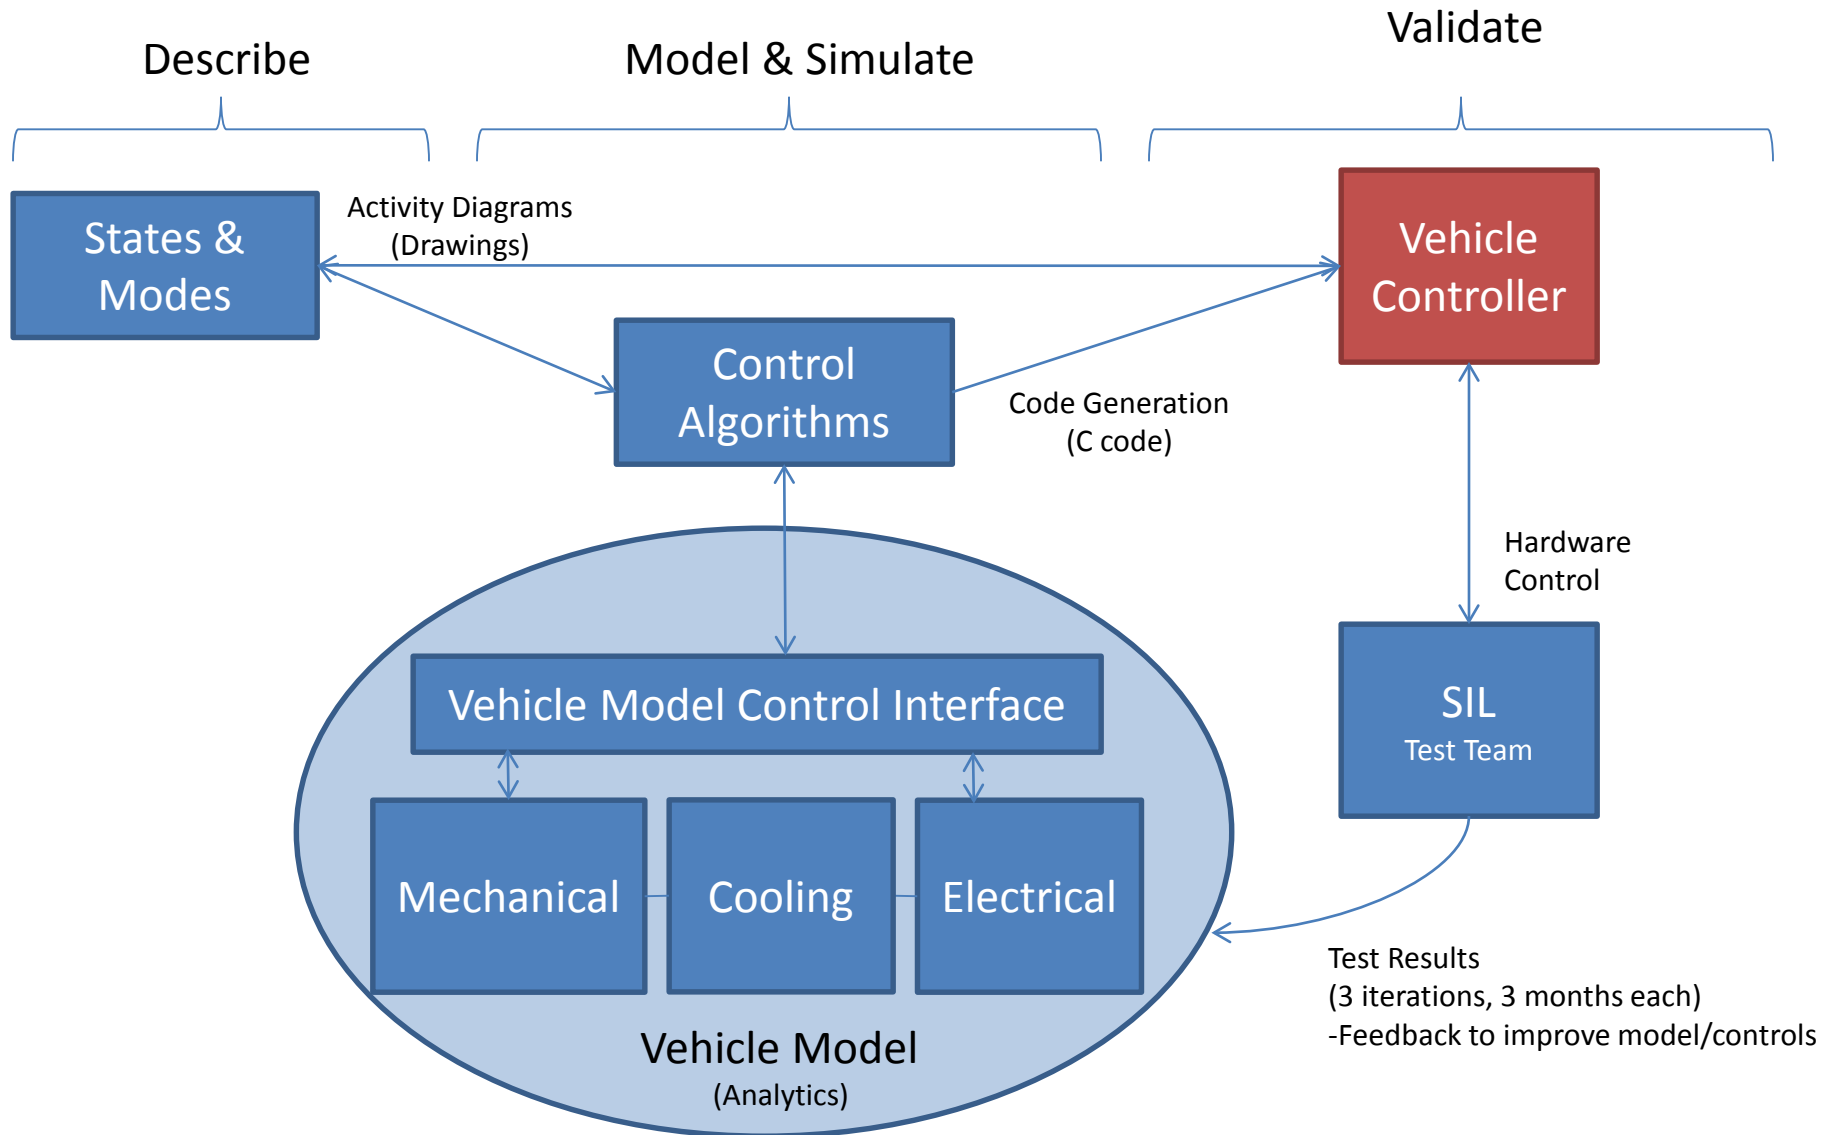 Describe
Model & Simulate
Validate
States &
Modes
Activity Diagrams
(Drawings)
Vehicle
Controller
Control
Algorithms
Code Generation
(C code)
Hardware
Control
Vehicle Model Control Interface
SIL
Test Team
Mechanical
Cooling
Electrical
Test Results
(3 iterations, 3 months each)
-Feedback to improve model/controls
Vehicle Model
(Analytics)